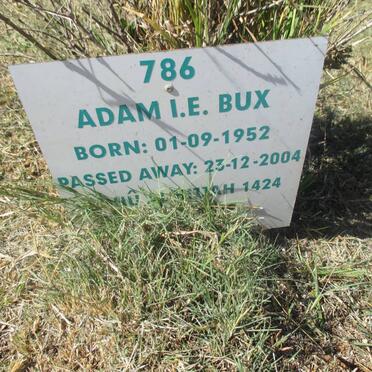 786
ADAM I.E. BUX
BORN: 01-09-1952
PASSED AWAY: 23-12-2004
1424